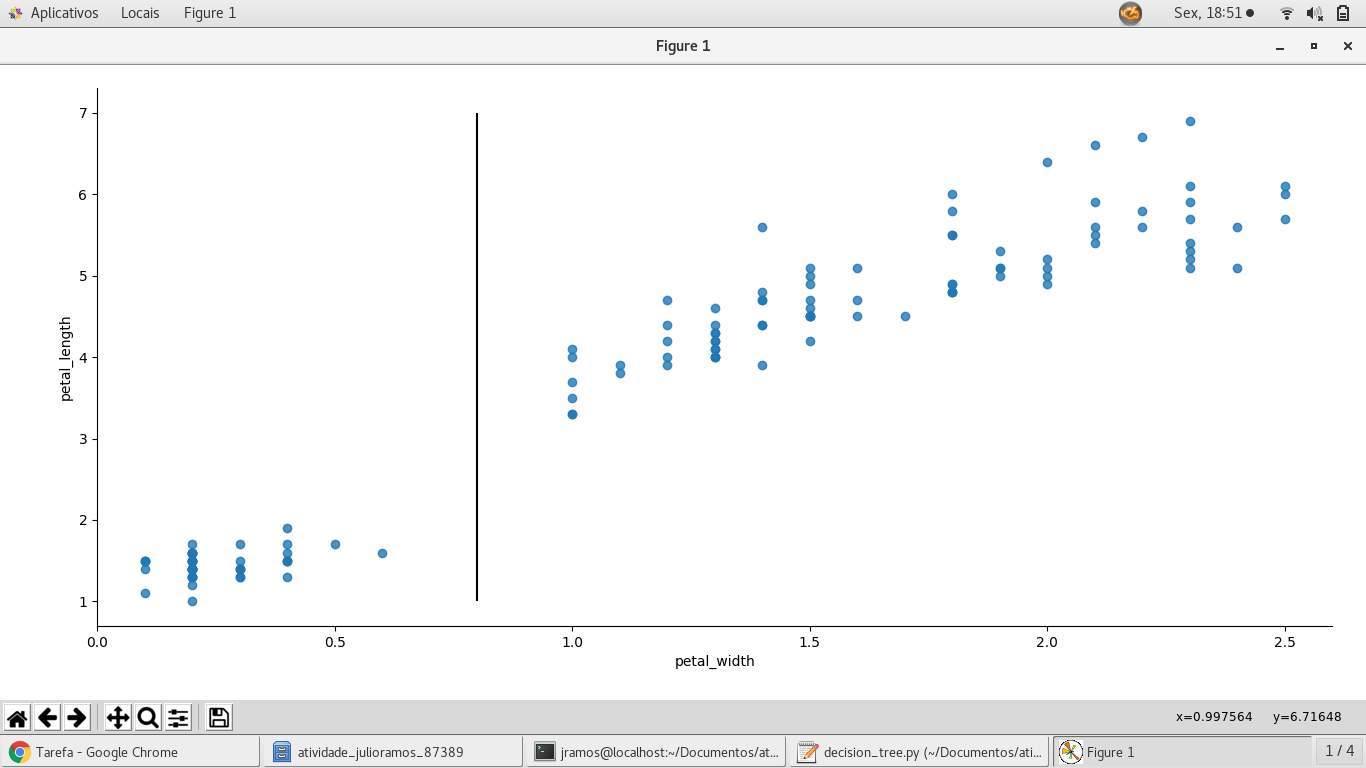 Aplicativos Locais Figure 1 Sex, 18:51
Figure 1
7
6
5
4
3
2
1
petal_length
0.0 0.5 1.0 1.5 2.0 2.5
petal_width
x=0.997564 y=6.71648
Tarefa - Google Chrome atividade_julioramos_87389 jramos@localhost:~/Documentos/at... decision_tree.py (~/Documentos/ati... Figure 1 1 / 4